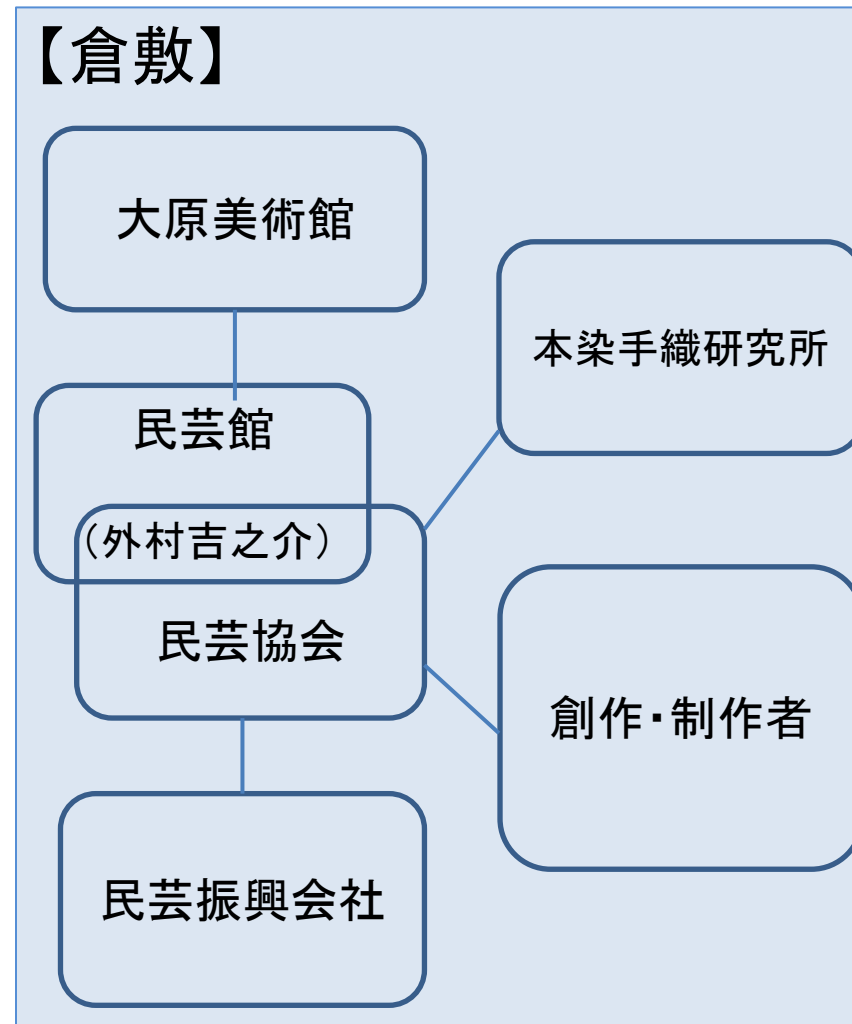 【倉敷】
大原美術館
本染手織研究所
民芸館
（外村吉之介）
民芸協会
創作・制作者
民芸振興会社